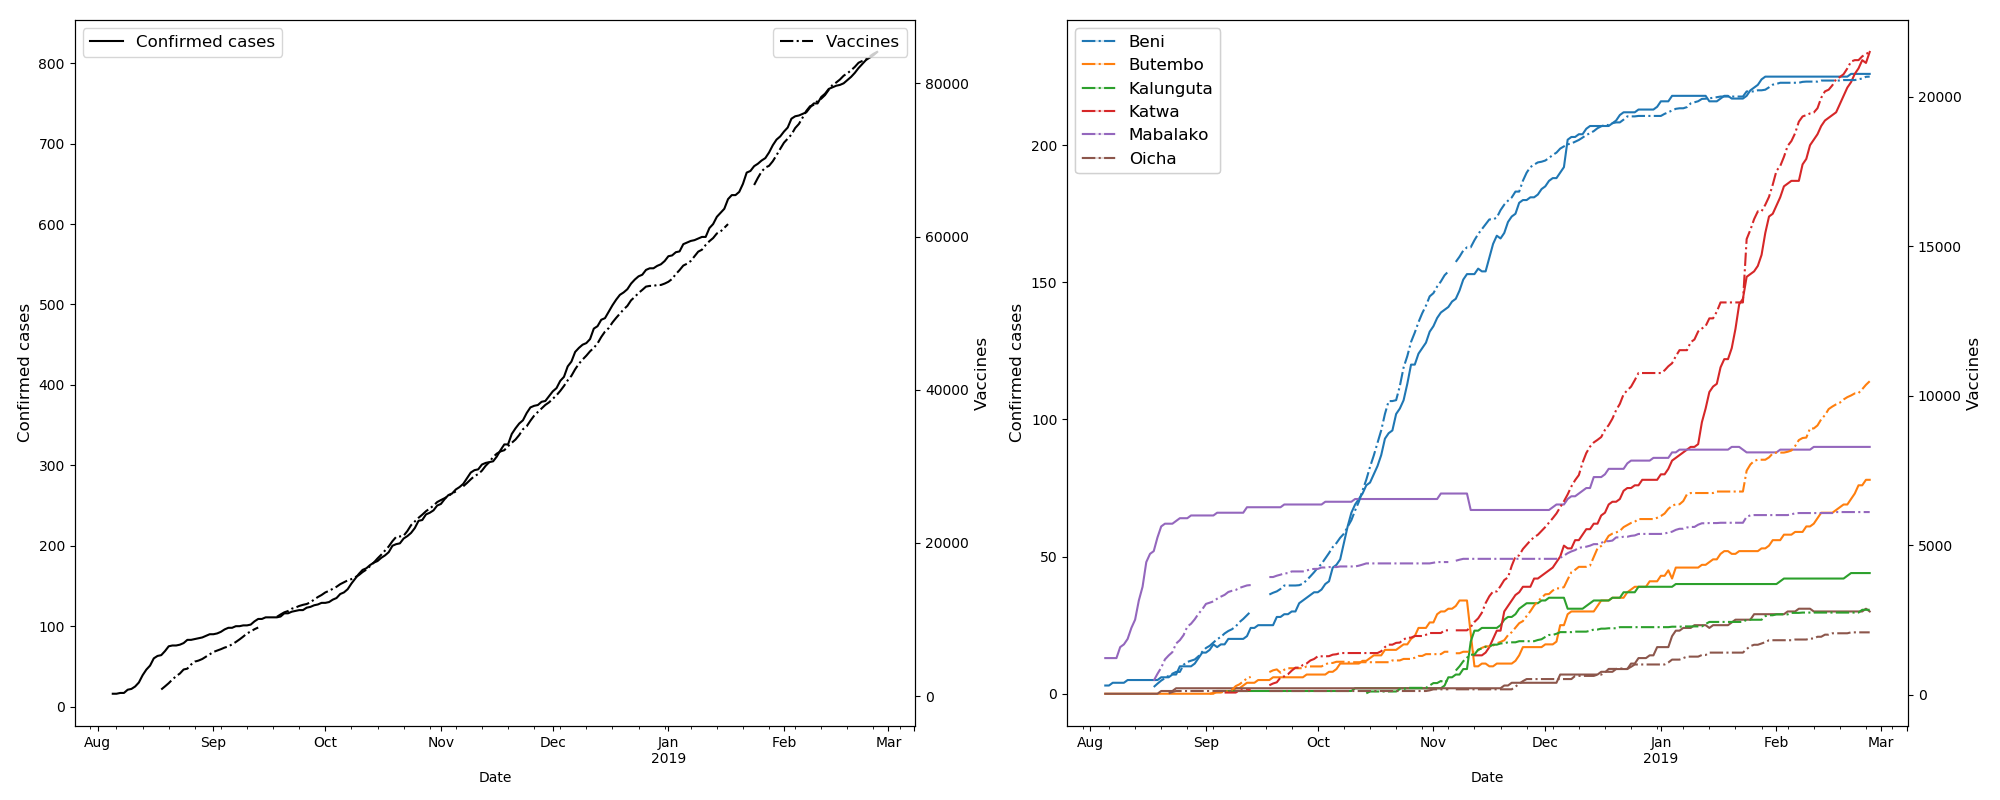 Confirmed cases
Vaccines
800
700
600
500
400
300
200
100
0
Confirmed cases
80000
60000
40000
20000
0
Vaccines
Aug Sep Oct Nov Dec Jan Feb Mar
2019
Date
Beni
Butembo
Kalunguta
Katwa
Mabalako
Oicha
200
150
100
50
0
Confirmed cases
20000
15000
10000
5000
0
Vaccines
Aug Sep Oct Nov Dec Jan Feb Mar
2019
Date